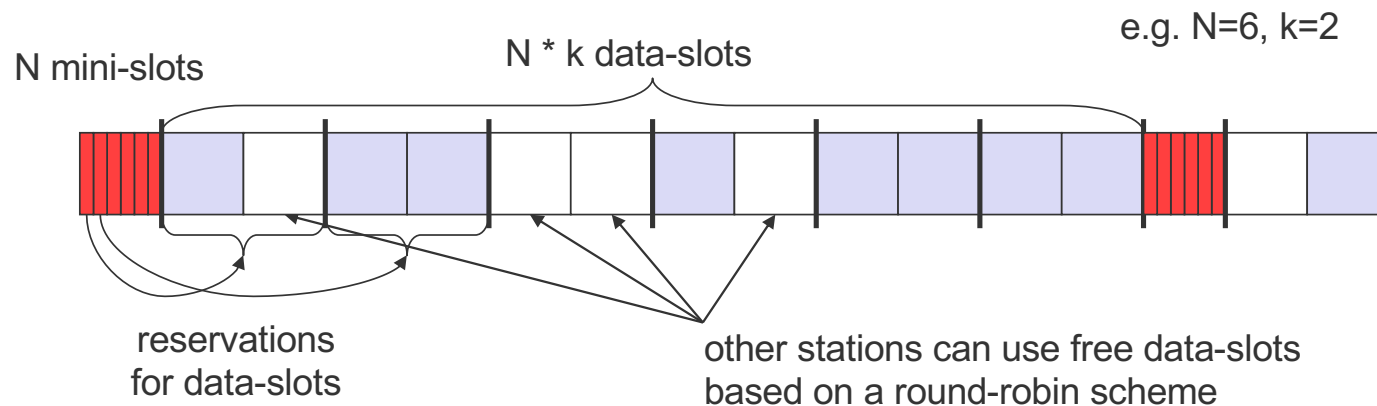 e.g. N=6, k=2
N mini-slots
N * k data-slots
reservations
for data-slots
other stations can use free data-slots
based on a round-robin scheme